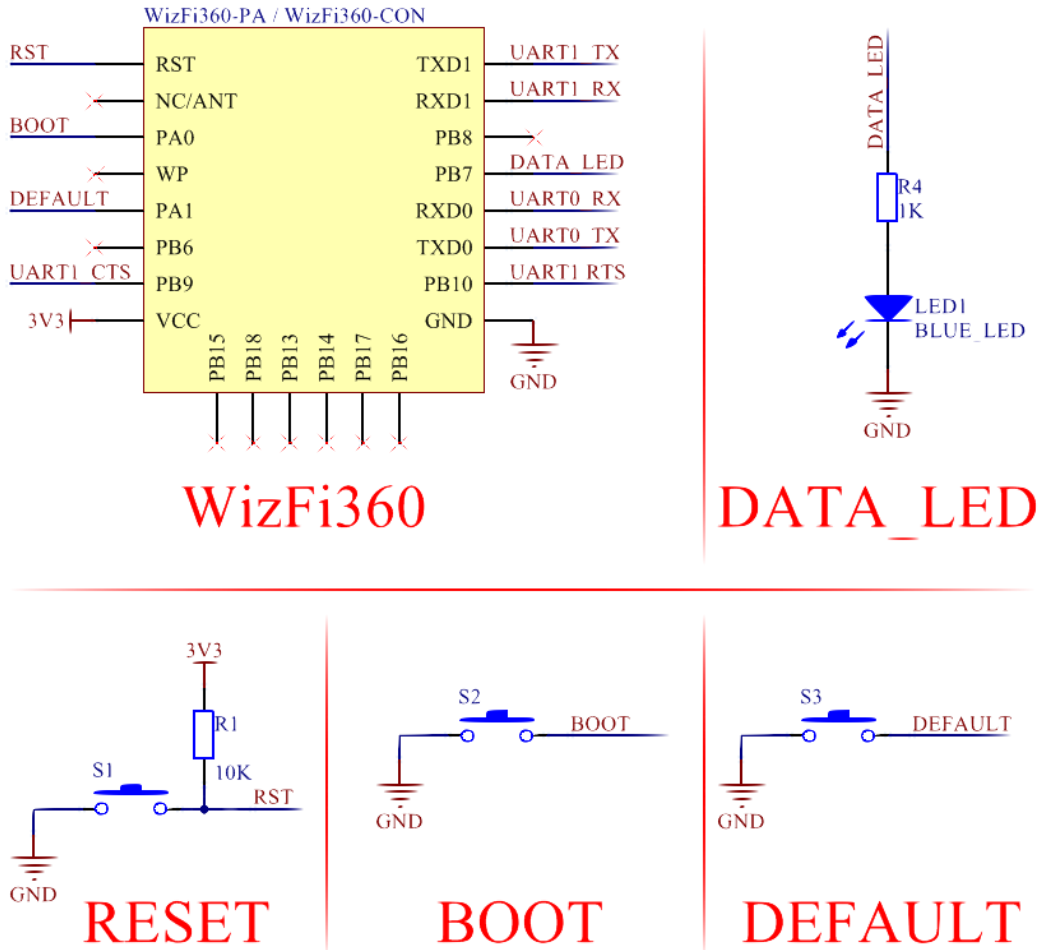 WizFi360-PA / WizFi360-CON
RST
RST
TXD1
UART1_TX
NC/ANT
RXD1
UART1_RX
BOOT
PA0
PB8
WP
PB7
DATA_LED
DEFAULT
PA1
RXD0
UART0_RX
PB6
TXD0
UART0_TX
UART1_CTS
PB9
PB10
UART1 RTS
3V3
VCC
GND
PB15
PB18
PB13
PB14
PB17
PB16
GND
WizFi360
DATA_LED
R4
1K
LED1
BLUE_LED
GND
DATA_LED
3V3
R1
10K
S1
RST
GND
RESET
S2
BOOT
GND
BOOT
S3
DEFAULT
GND
DEFAULT